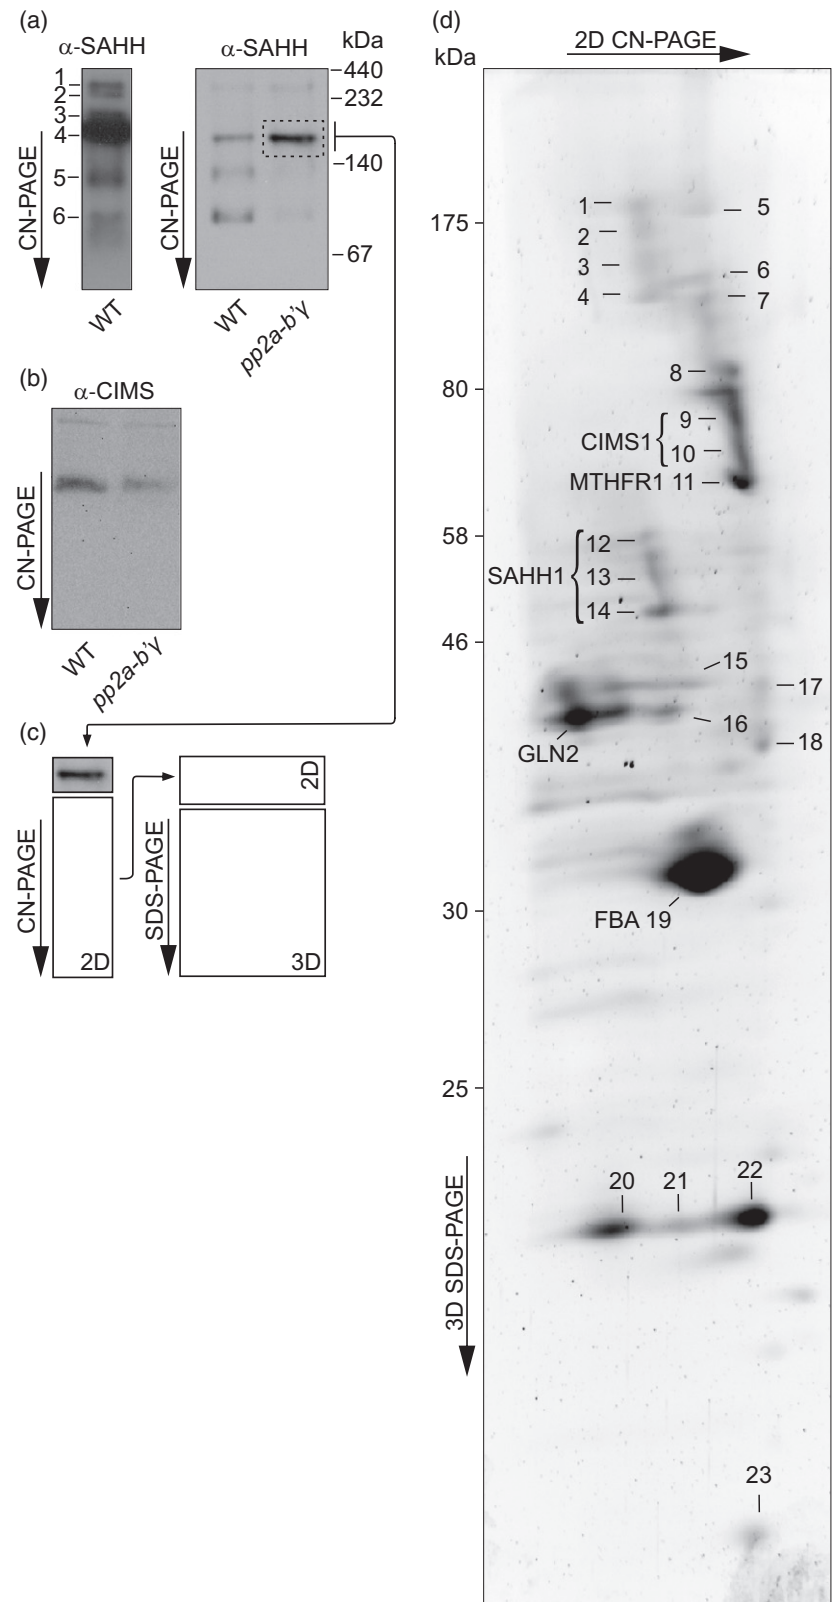 (a)
α-SAHH
1
2
3
4
5
6
CN-PAGE
WT
α-SAHH
kDa
440
232
140
67
CN-PAGE
WT
pp2a-b'γ
(b)
α-CIMS
CN-PAGE
WT
pp2a-b'γ
(c)
CN-PAGE
2D
SDS-PAGE
2D
3D
(d)
2D CN-PAGE
kDa
175
80
58
46
30
25
3D SDS-PAGE
1
2
3
4
5
6
7
8
9
CIMS1
10
MTHFR1 11
12
SAHH1
13
14
15
16
17
18
GLN2
FBA 19
20
21
22
23